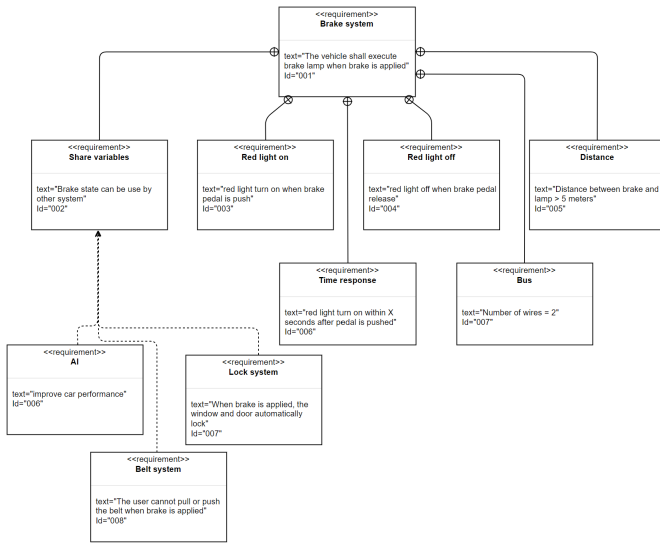 <<requirement>>
Brake system
text="The vehicle shall execute
brake lamp when brake is applied"
Id="001"
<<requirement>>
Share variables
text="Brake state can be use by
other system"
Id="002"
<<requirement>>
Red light on
text="red light turn on when brake
pedal is push"
Id="003"
<<requirement>>
Red light off
text="red light off when brake pedal
release"
Id="004"
<<requirement>>
Distance
text="Distance between brake and
lamp > 5 meters"
Id="005"
<<requirement>>
Time response
text="red light turn on within X
seconds after pedal is pushed"
Id="006"
<<requirement>>
Bus
text="Number of wires = 2"
Id="007"
<<requirement>>
AI
text="improve car performance"
Id="006"
<<requirement>>
Lock system
text="When brake is applied, the
window and door automatically
lock"
Id="007"
<<requirement>>
Belt system
text="The user cannot pull or push
the belt when brake is applied"
Id="008"